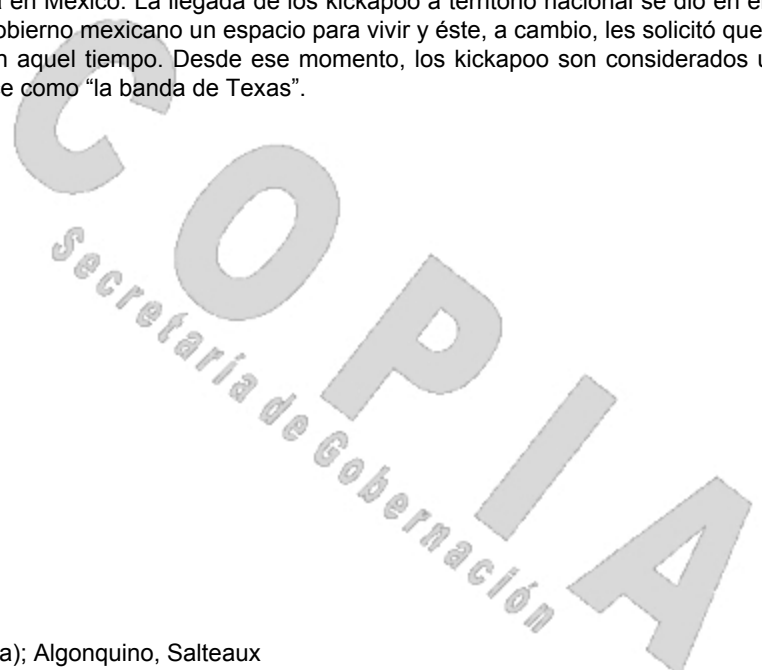 en México. La llegada de los kickapoo a territorio nacional se dio en e
obierno mexicano un espacio para vivir y éste, a cambio, les solicitó que
n aquel tiempo. Desde ese momento, los kickapoo son considerados u
e como “la banda de Texas”.
COPIA
Secretaría de Gobernación
a); Algonquino, Salteaux